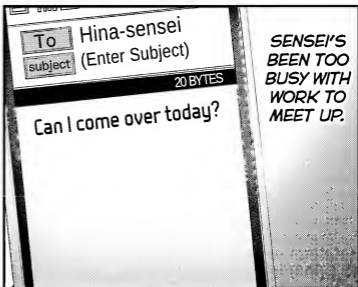 To Hina-sensei
subject (Enter Subject)
20 BYTES
Can I come over today?
SENSEI'S
BEEN TOO
BUSY WITH
WORK TO
MEET UP.